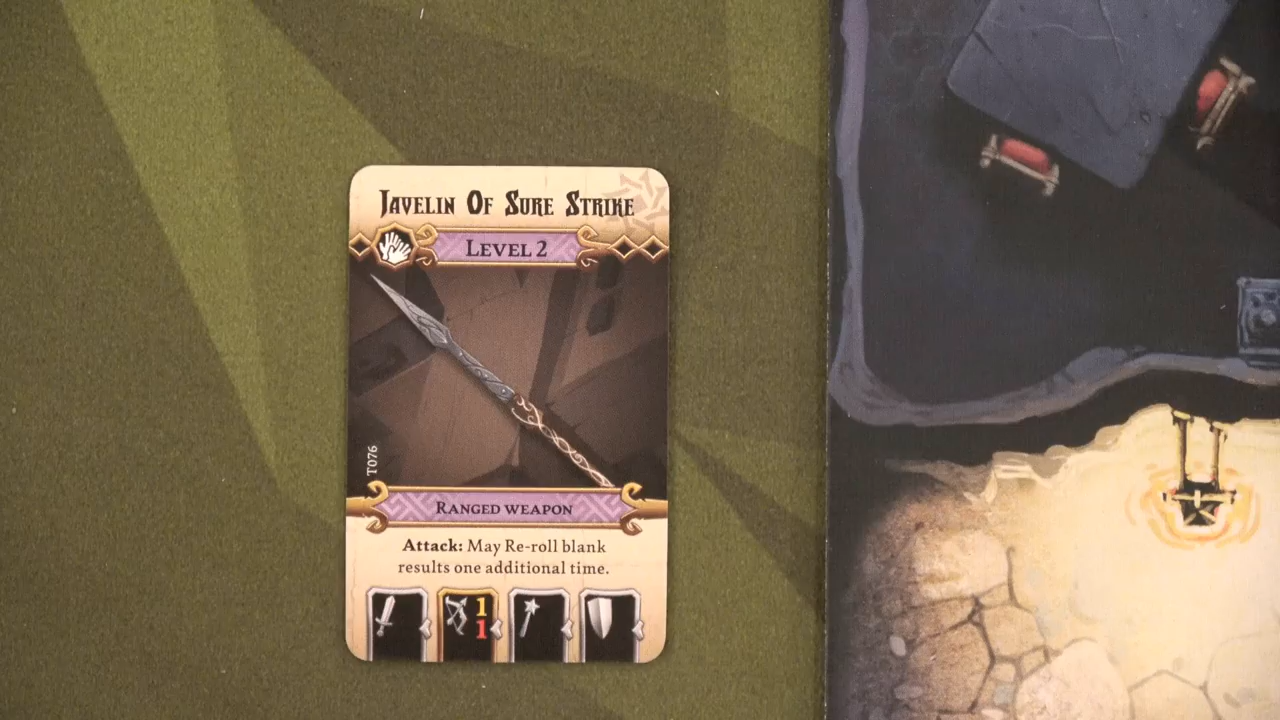 Javelin Of Sure Strike
Level 2
T076
Ranged weapon
Attack: May Re-roll blank
results one additional time.
1
1